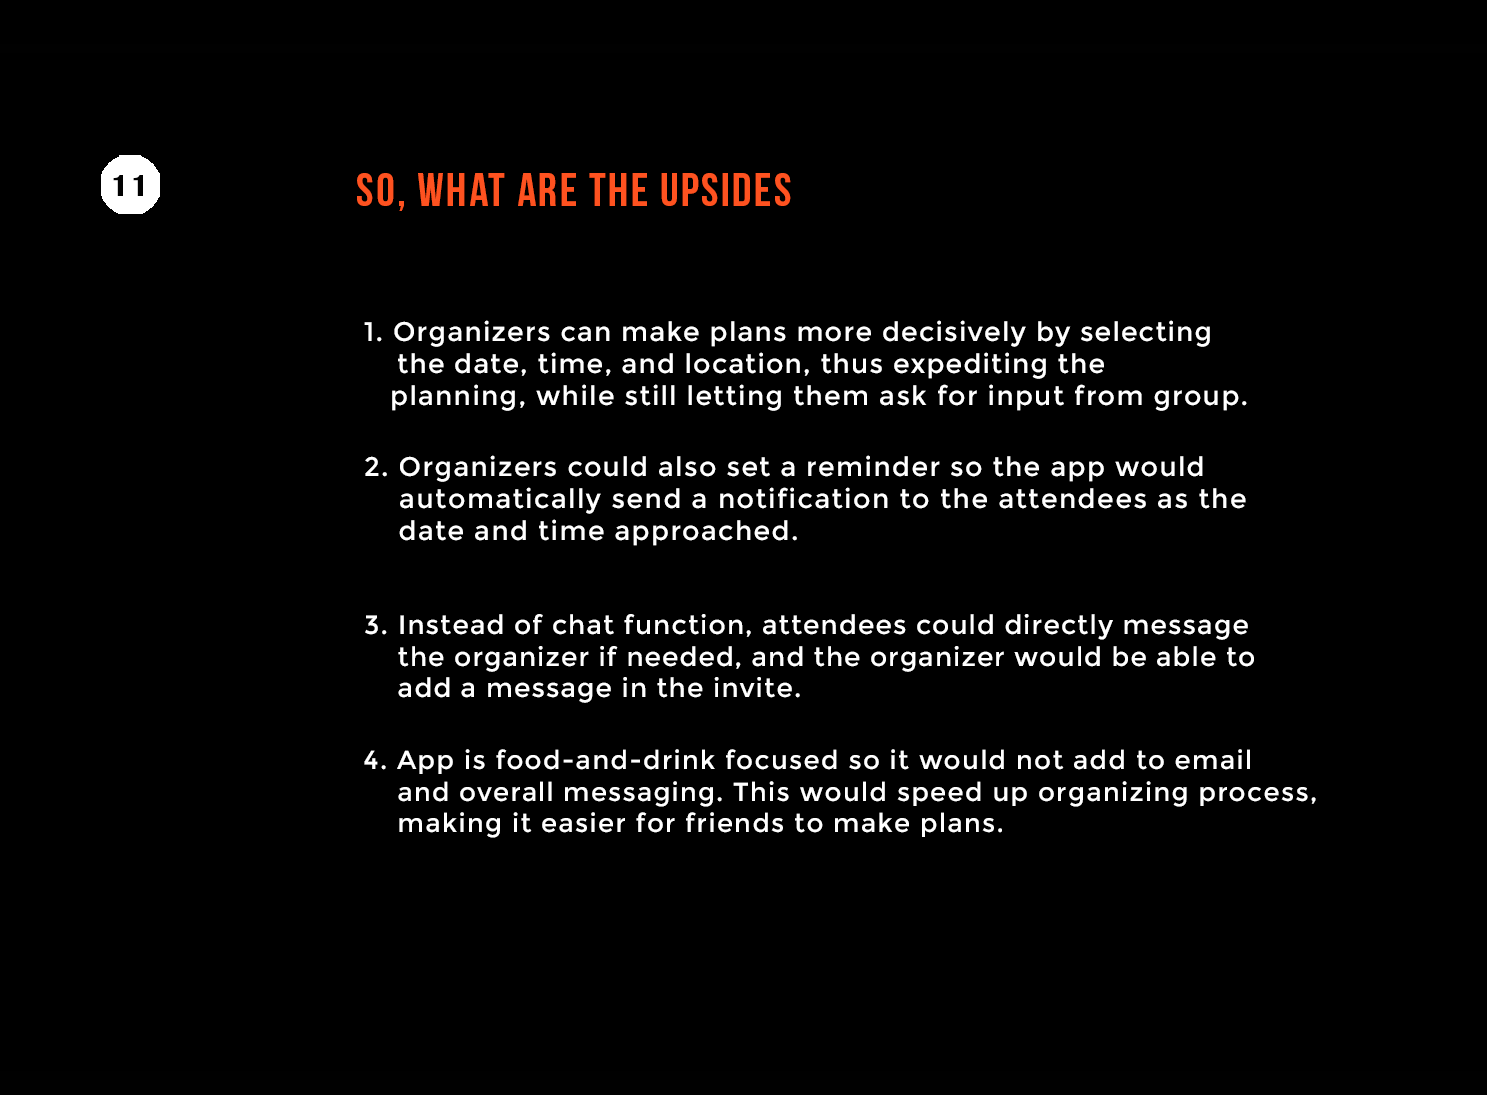 11
SO, WHAT ARE THE UPSIDES
1. Organizers can make plans more decisively by selecting
the date, time, and location, thus expediting the
planning, while still letting them ask for input from group.
2. Organizers could also set a reminder so the app would
automatically send a notification to the attendees as the
date and time approached.
3. Instead of chat function, attendees could directly message
the organizer if needed, and the organizer would be able to
add a message in the invite.
4. App is food-and-drink focused so it would not add to email
and overall messaging. This would speed up organizing process,
making it easier for friends to make plans.